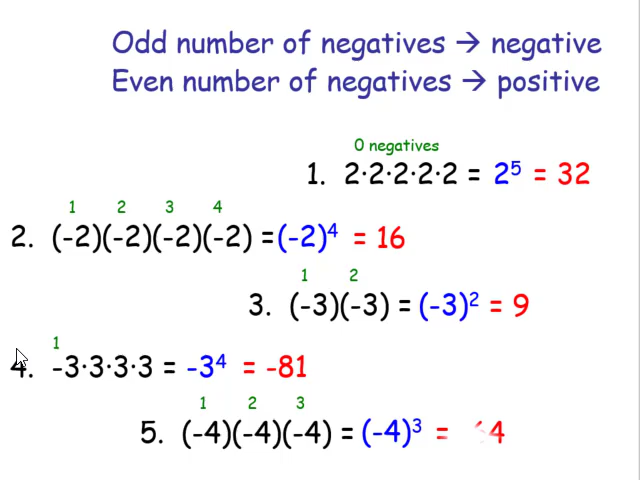 Odd number of negatives → negative
Even number of negatives → positive
0 negatives
1. 2·2·2·2·2 = 2⁵ = 32
1 2 3 4
2. (-2)(-2)(-2)(-2) = (-2)⁴ = 16
1 2
3. (-3)(-3) = (-3)² = 9
1
4. -3·3·3·3 = -3⁴ = -81
1 2 3
5. (-4)(-4)(-4) = (-4)³ =